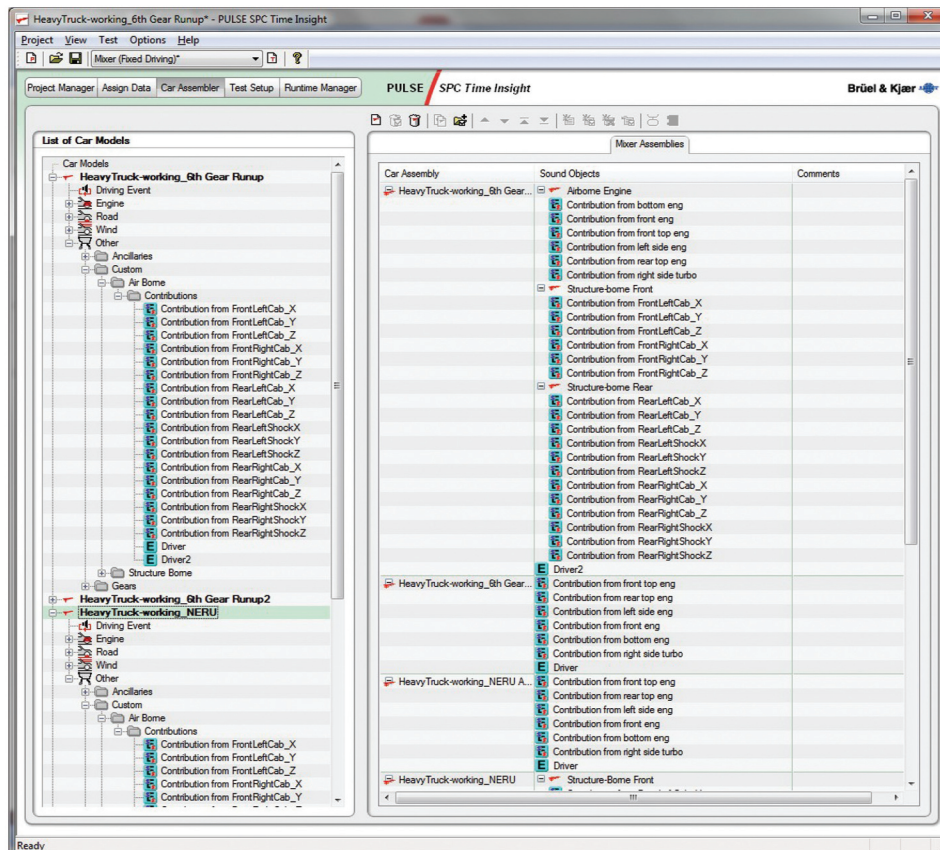 HeavyTruck-working_6th Gear Runup* - PULSE SPC Time Insight
Project View Test Options Help
Mixer (Fixed Driving)*
Project Manager Assign Data Car Assembler Test Setup Runtime Manager
PULSE SPC Time Insight
Brüel & Kjær
List of Car Models
Car Models
HeavyTruck-working_6th Gear Runup
Driving Event
Engine
Road
Wind
Other
Ancillaries
Custom
Air Borne
Contributions
Contribution from FrontLeftCab_X
Contribution from FrontLeftCab_Y
Contribution from FrontLeftCab_Z
Contribution from FrontRightCab_X
Contribution from FrontRightCab_Y
Contribution from FrontRightCab_Z
Contribution from RearLeftCab_X
Contribution from RearLeftCab_Y
Contribution from RearLeftCab_Z
Contribution from RearLeftShockX
Contribution from RearLeftShockY
Contribution from RearLeftShockZ
Contribution from RearRightCab_X
Contribution from RearRightCab_Y
Contribution from RearRightCab_Z
Contribution from RearRightShockX
Contribution from RearRightShockY
Contribution from RearRightShockZ
E Driver
E Driver2
Structure Borne
Gears
HeavyTruck-working_6th Gear Runup2
HeavyTruck-working_NERU
Driving Event
Engine
Road
Wind
Other
Ancillaries
Custom
Air Borne
Contributions
Contribution from FrontLeftCab_X
Contribution from FrontLeftCab_Y
Contribution from FrontLeftCab_Z
Contribution from FrontRightCab_X
Contribution from FrontRightCab_Y
Mixer Assemblies
Car Assembly Sound Objects Comments
HeavyTruck-working_6th Gear... Airborne Engine
Contribution from bottom eng
Contribution from front eng
Contribution from front top eng
Contribution from left side eng
Contribution from rear top eng
Contribution from right side turbo
Structure-borne Front
Contribution from FrontLeftCab_X
Contribution from FrontLeftCab_Y
Contribution from FrontLeftCab_Z
Contribution from FrontRightCab_X
Contribution from FrontRightCab_Y
Contribution from FrontRightCab_Z
Structure-borne Rear
Contribution from RearLeftCab_X
Contribution from RearLeftCab_Y
Contribution from RearLeftCab_Z
Contribution from RearLeftShockX
Contribution from RearLeftShockY
Contribution from RearLeftShockZ
Contribution from RearRightCab_X
Contribution from RearRightCab_Y
Contribution from RearRightCab_Z
Contribution from RearRightShockX
Contribution from RearRightShockY
Contribution from RearRightShockZ
E Driver2
HeavyTruck-working_6th Gear... Contribution from front top eng
Contribution from rear top eng
Contribution from left side eng
Contribution from front eng
Contribution from bottom eng
Contribution from right side turbo
E Driver
HeavyTruck-working_NERU A... Contribution from front top eng
Contribution from rear top eng
Contribution from left side eng
Contribution from front eng
Contribution from bottom eng
Contribution from right side turbo
E Driver
HeavyTruck-working_NERU Structure-Borne Front
Ready